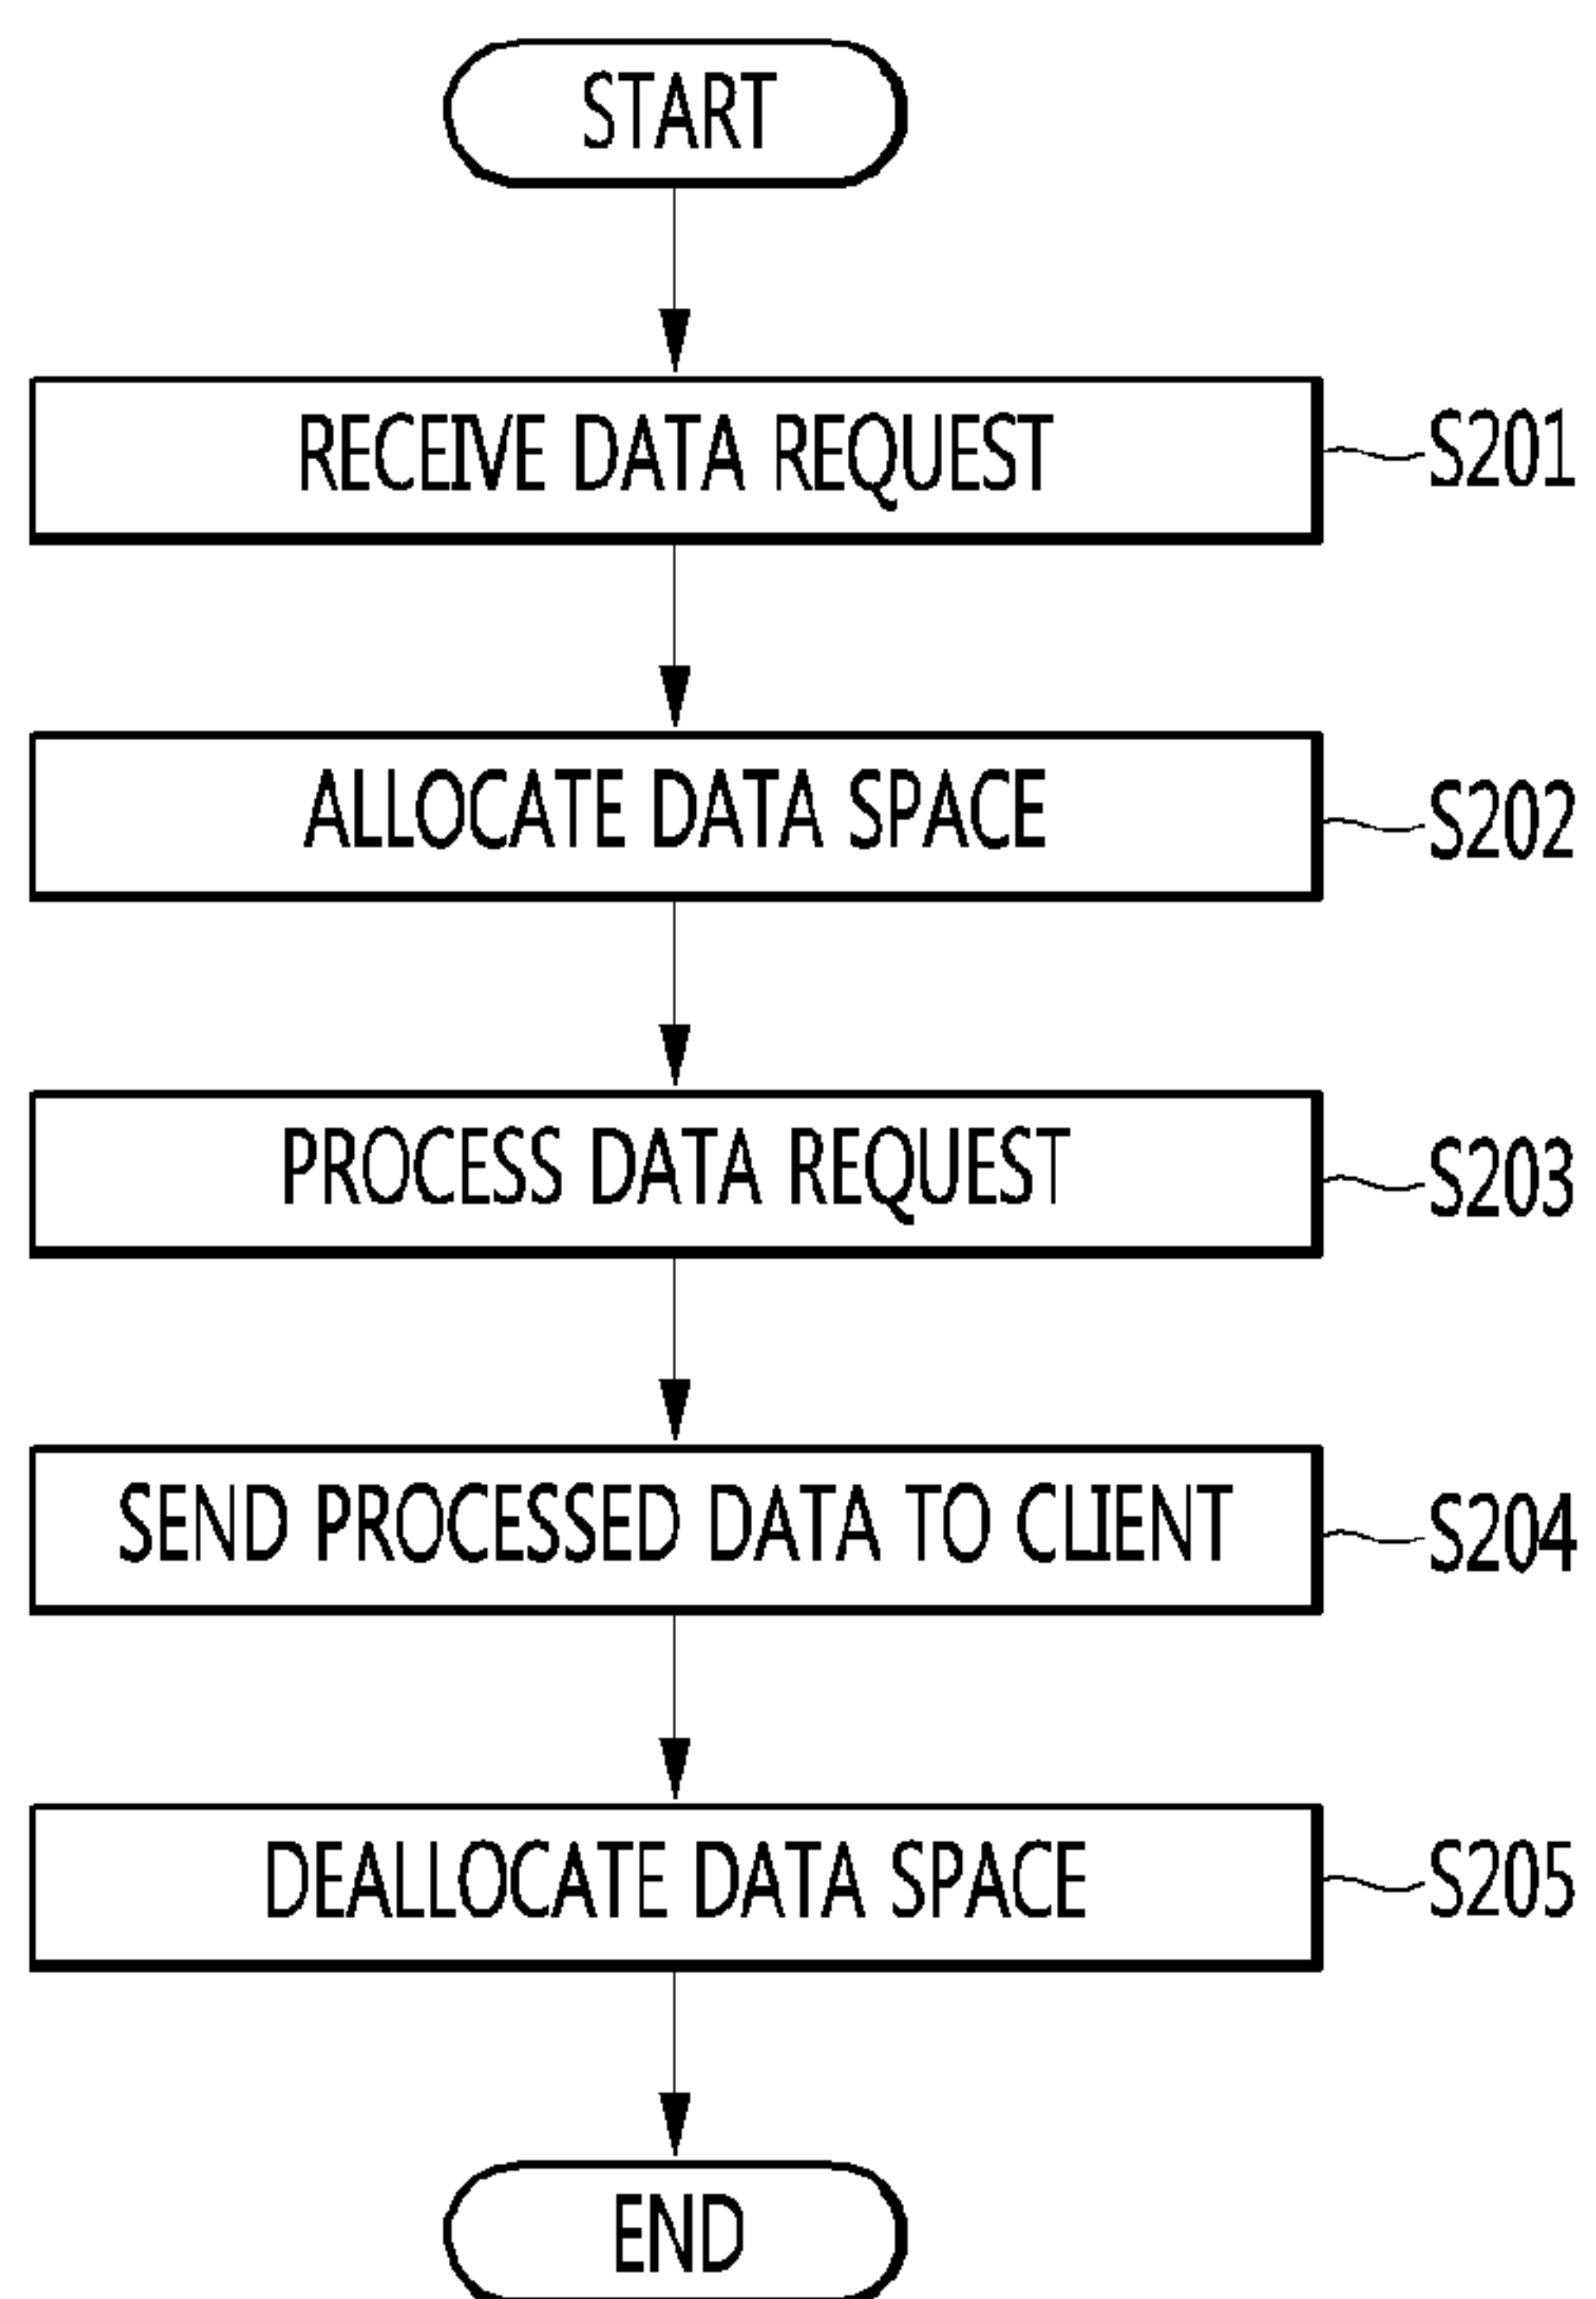 START
RECEIVE DATA REQUEST
S201
ALLOCATE DATA SPACE
S202
PROCESS DATA REQUEST
S203
SEND PROCESSED DATA TO CLIENT
S204
DEALLOCATE DATA SPACE
S205
END